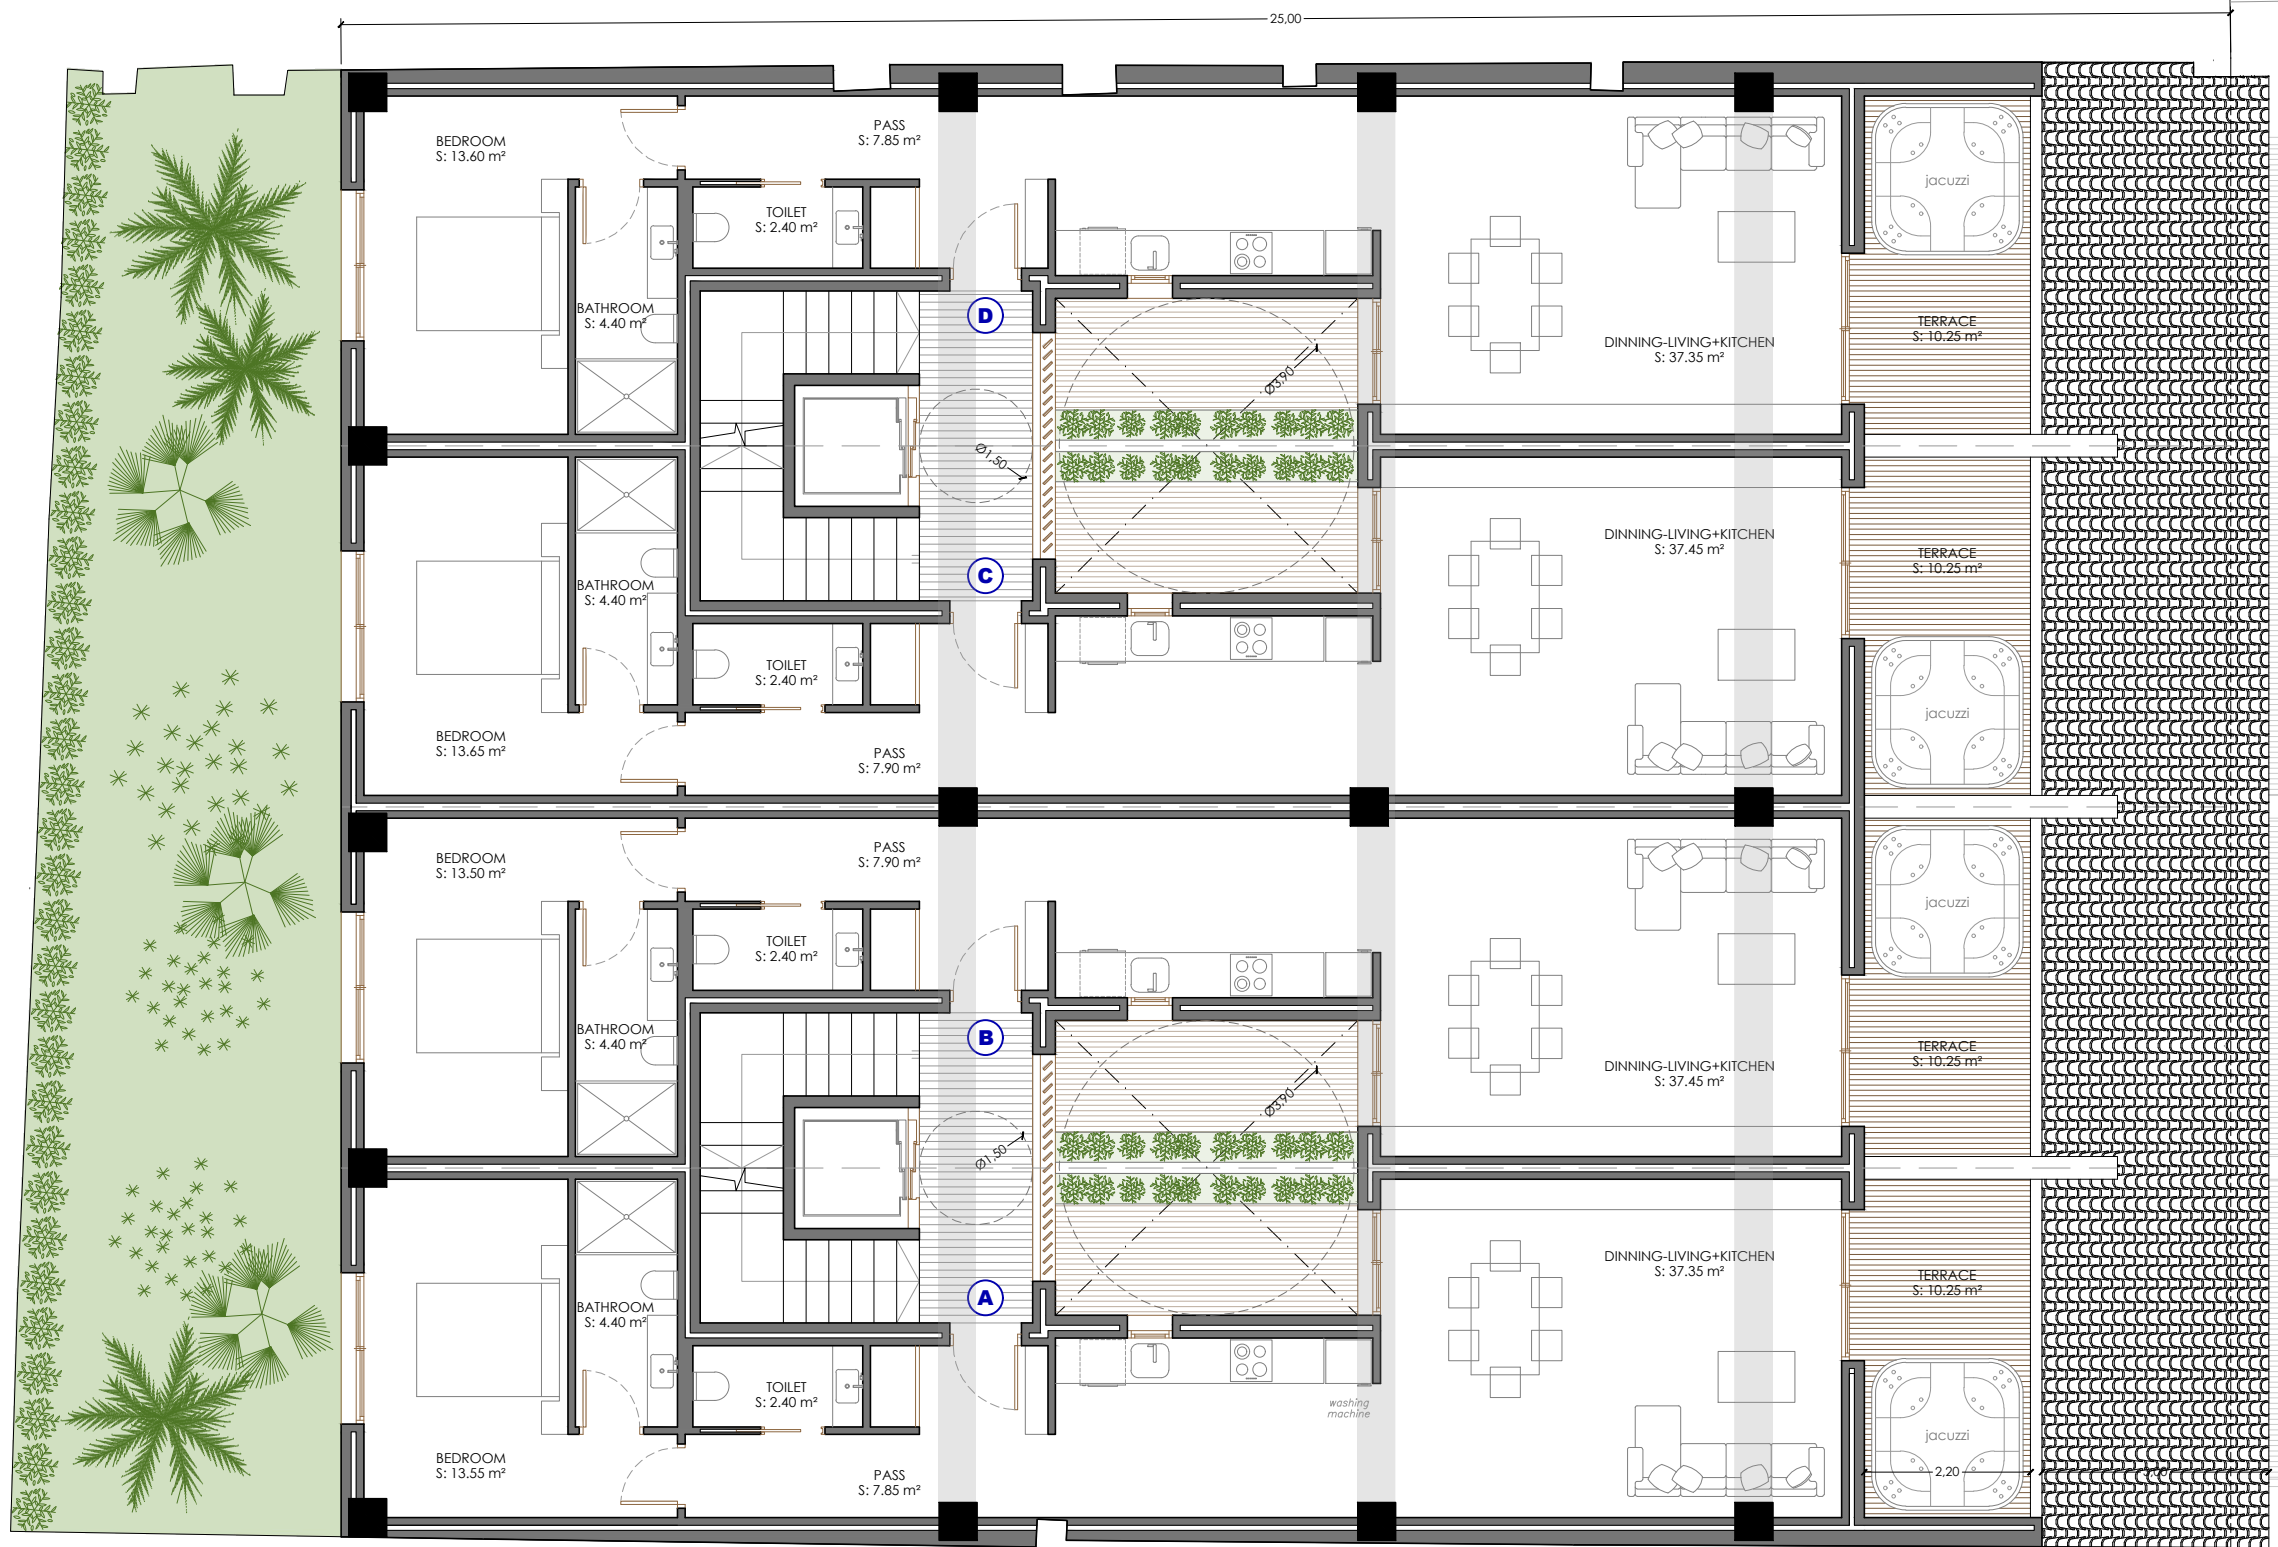 25,00
BEDROOM
S: 13.60 m²
PASS
S: 7.85 m²
TOILET
S: 2.40 m²
BATHROOM
S: 4.40 m²
D
Ø3,90
DINNING-LIVING+KITCHEN
S: 37.35 m²
jacuzzi
TERRACE
S: 10.25 m²
Ø1,50
BATHROOM
S: 4.40 m²
C
TOILET
S: 2.40 m²
BEDROOM
S: 13.65 m²
PASS
S: 7.90 m²
DINNING-LIVING+KITCHEN
S: 37.45 m²
TERRACE
S: 10.25 m²
jacuzzi
BEDROOM
S: 13.50 m²
PASS
S: 7.90 m²
TOILET
S: 2.40 m²
BATHROOM
S: 4.40 m²
B
Ø3,90
DINNING-LIVING+KITCHEN
S: 37.45 m²
jacuzzi
TERRACE
S: 10.25 m²
Ø1,50
BATHROOM
S: 4.40 m²
A
TOILET
S: 2.40 m²
BEDROOM
S: 13.55 m²
PASS
S: 7.85 m²
washing
machine
DINNING-LIVING+KITCHEN
S: 37.35 m²
TERRACE
S: 10.25 m²
jacuzzi
2,20
3,00